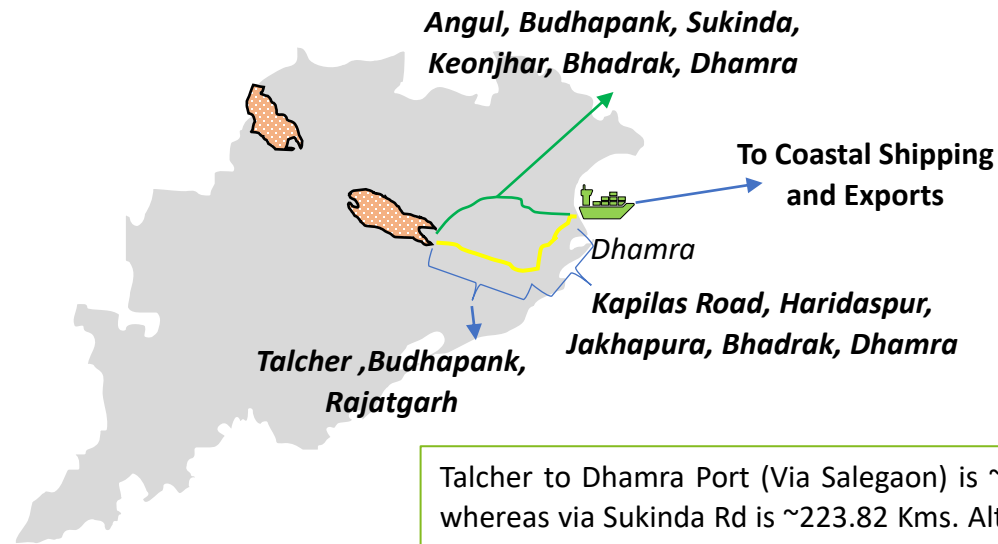 Angul, Budhapank, Sukinda,
Keonjhar, Bhadrak, Dhamra
To Coastal Shipping
and Exports
Dhamra
Kapilas Road, Haridaspur,
Jakhapura, Bhadrak, Dhamra
Talcher ,Budhapank,
Rajatgarh
Talcher to Dhamra Port (Via Salegaon) is ~
whereas via Sukinda Rd is ~223.82 Kms. Alt